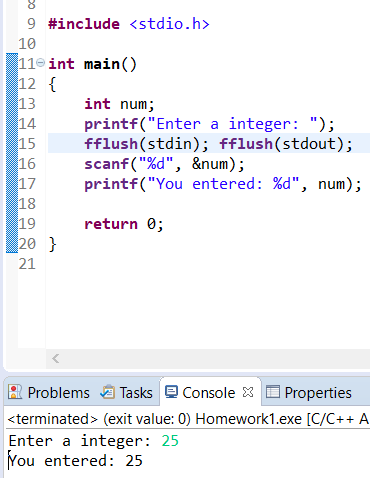 8
9 #include <stdio.h>
10
11 int main()
12 {
13     int num;
14     printf("Enter a integer: ");
15     fflush(stdin); fflush(stdout);
16     scanf("%d", &num);
17     printf("You entered: %d", num);
18
19     return 0;
20 }
21
Problems Tasks Console Properties
<terminated> (exit value: 0) Homework1.exe [C/C++ A
Enter a integer: 25
You entered: 25